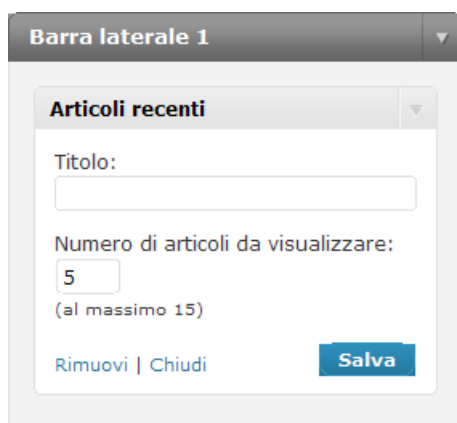 Barra laterale 1
Articoli recenti
Titolo:
Numero di articoli da visualizzare:
5
(al massimo 15)
Rimuovi | Chiudi
Salva